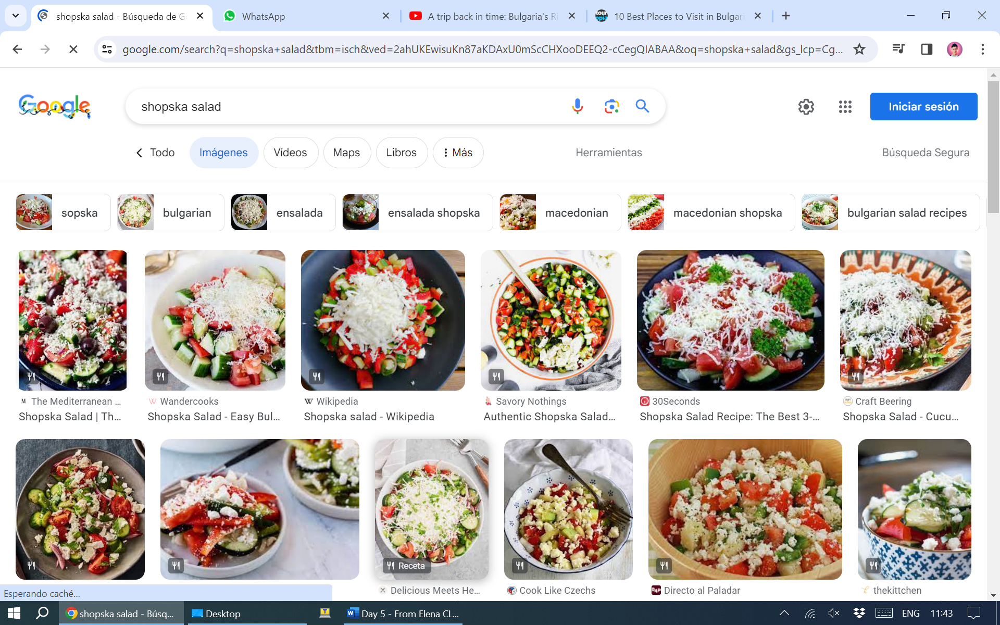 shopska salad - Búsqueda de G
WhatsApp
A trip back in time: Bulgaria's Ri
10 Best Places to Visit in Bulgari
google.com/search?q=shopska+salad&tbm=isch&ved=2ahUKEwisuKn87aKDAxU0mScCHXooDEEQ2-cCegQIABAA&oq=shopska+salad&gs_lcp=Cg...
Google
shopska salad
Iniciar sesión
Todo
Imágenes
Vídeos
Maps
Libros
Más
Herramientas
Búsqueda Segura
sopska
bulgarian
ensalada
ensalada shopska
macedonian
macedonian shopska
bulgarian salad recipes
The Mediterranean ...
Shopska Salad | Th...
Wandercooks
Shopska Salad - Easy Bul...
Wikipedia
Shopska salad - Wikipedia
Savory Nothings
Authentic Shopska Salad...
30Seconds
Shopska Salad Recipe: The Best 3-...
Craft Beering
Shopska Salad - Cucu...
Receta
Delicious Meets He...
Cook Like Czechs
Directo al Paladar
thekittchen
Esperando caché...
shopska salad - Búsq...
Desktop
Day 5 - From Elena CL...
ENG
11:43